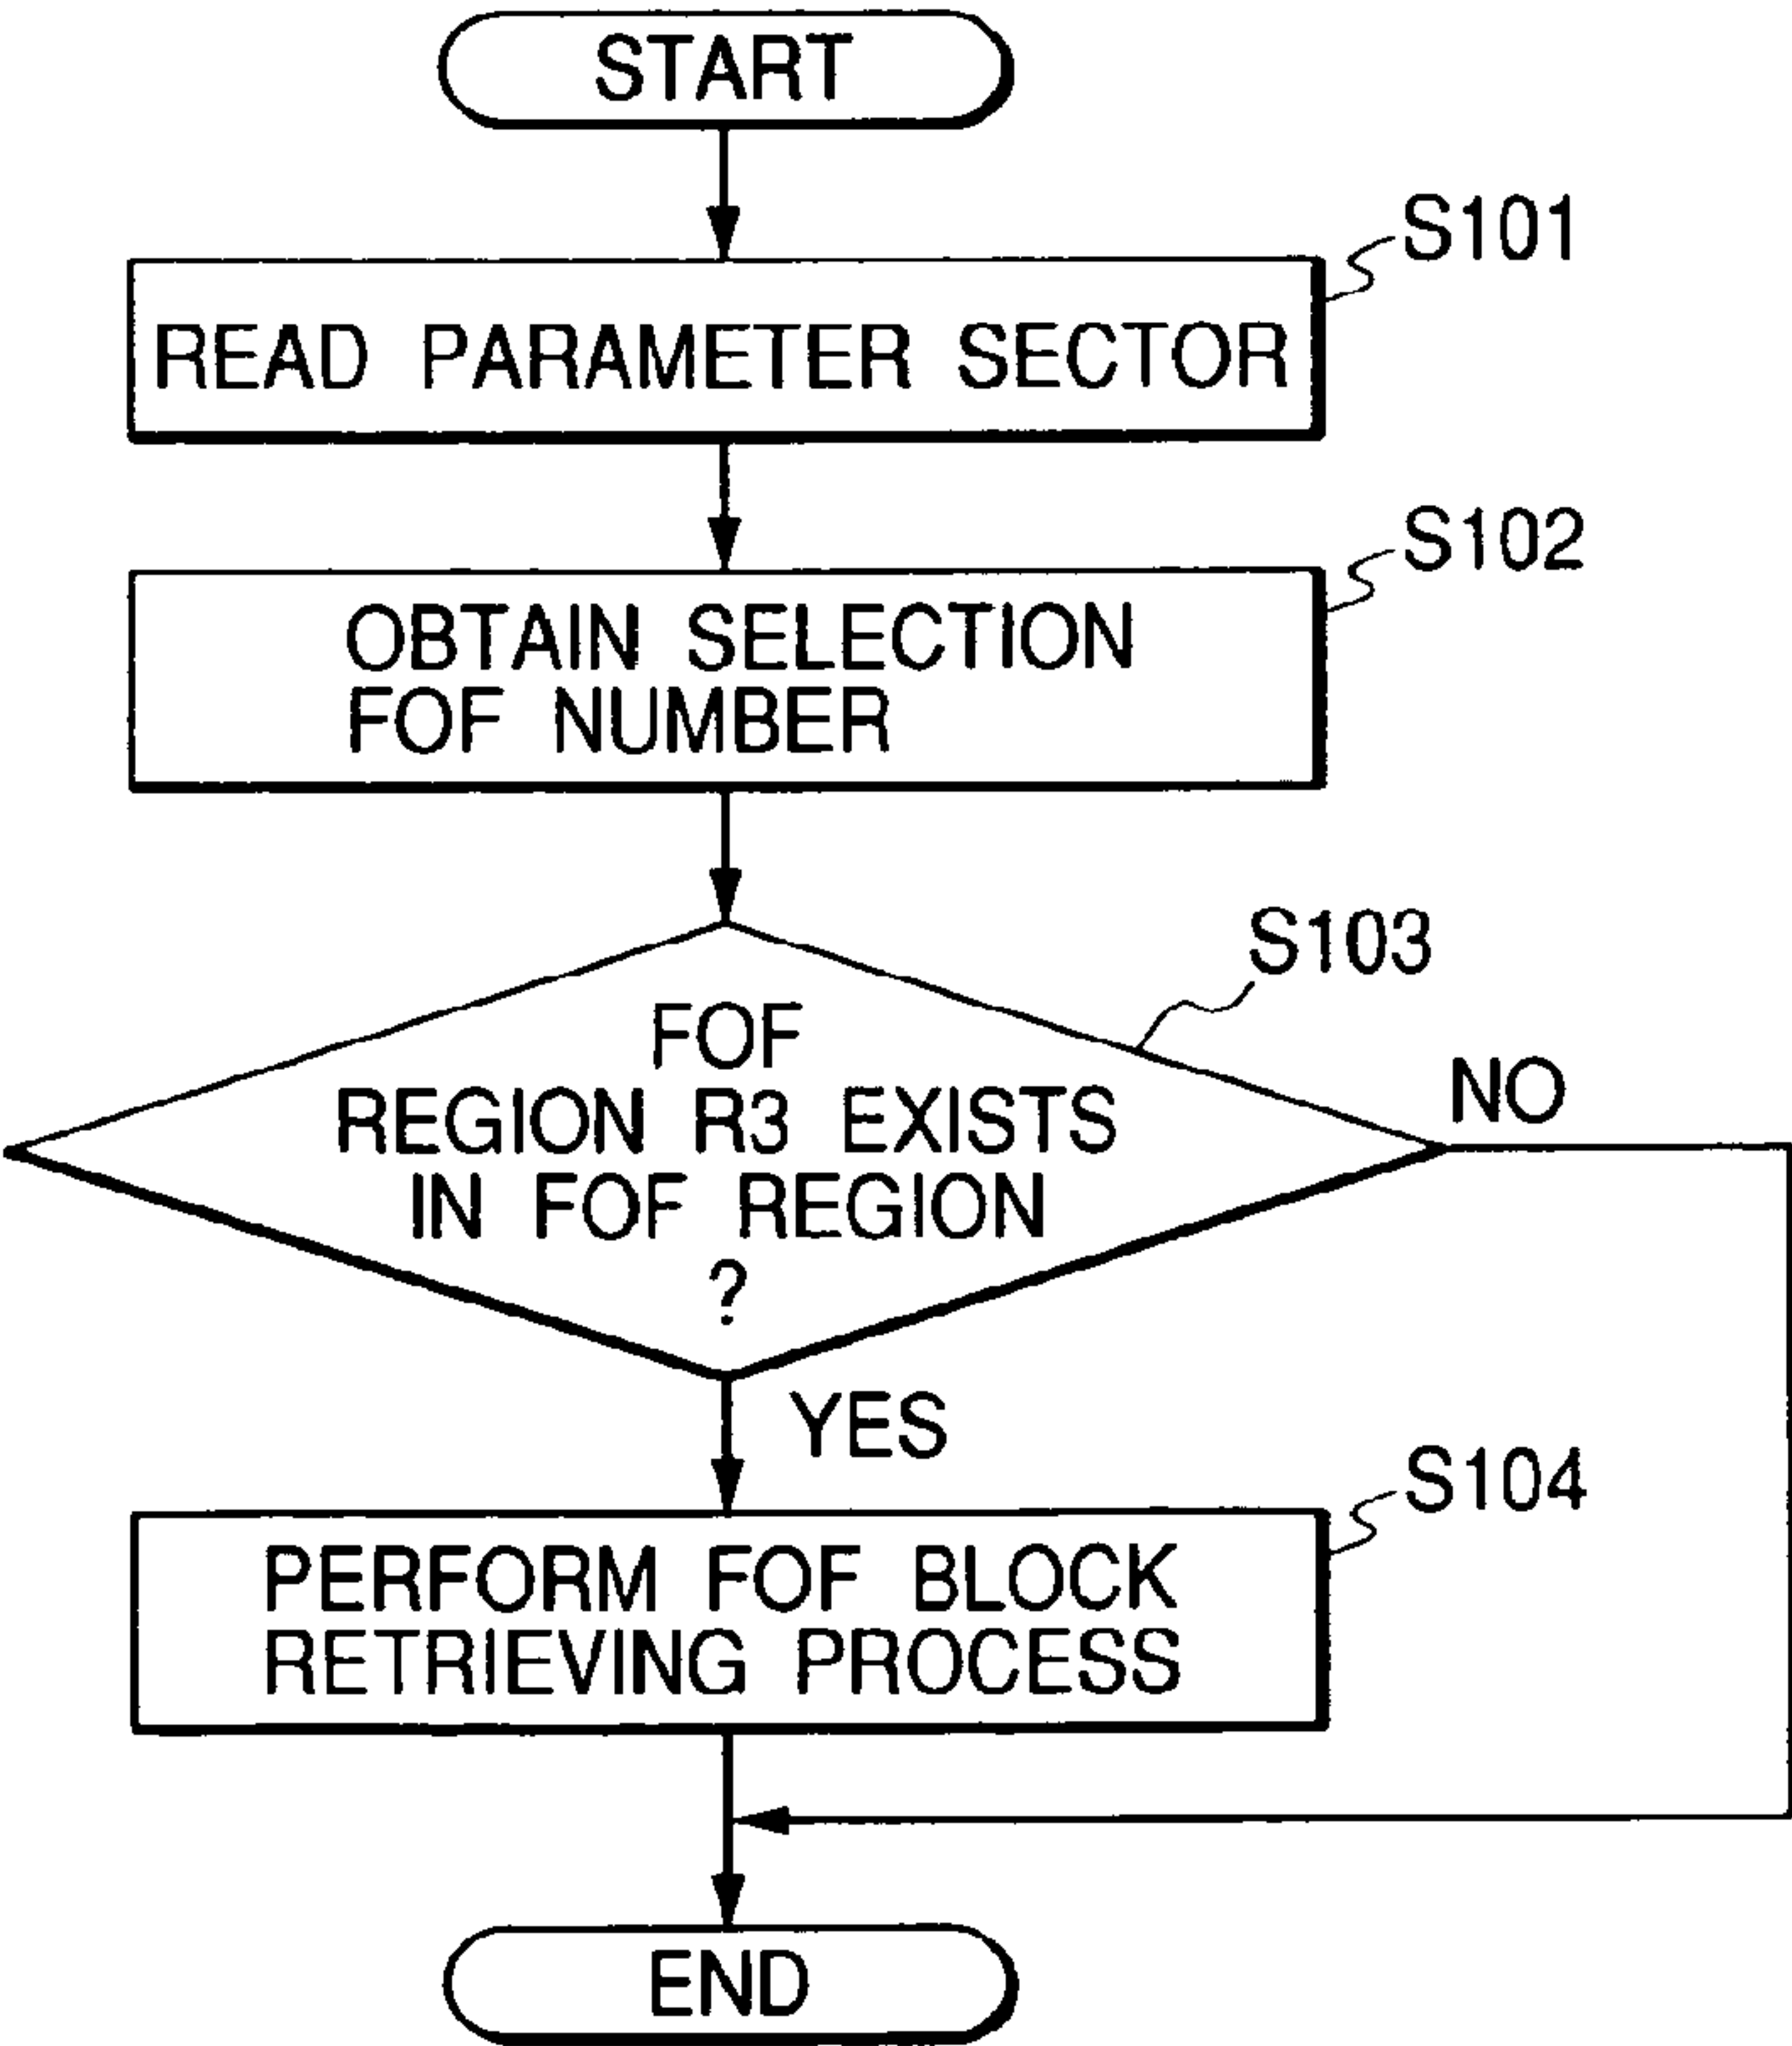 START
S101
READ PARAMETER SECTOR
S102
OBTAIN SELECTION
FOF NUMBER
S103
FOF
REGION R3 EXISTS
IN FOF REGION
?
NO
YES
S104
PERFORM FOF BLOCK
RETRIEVING PROCESS
END